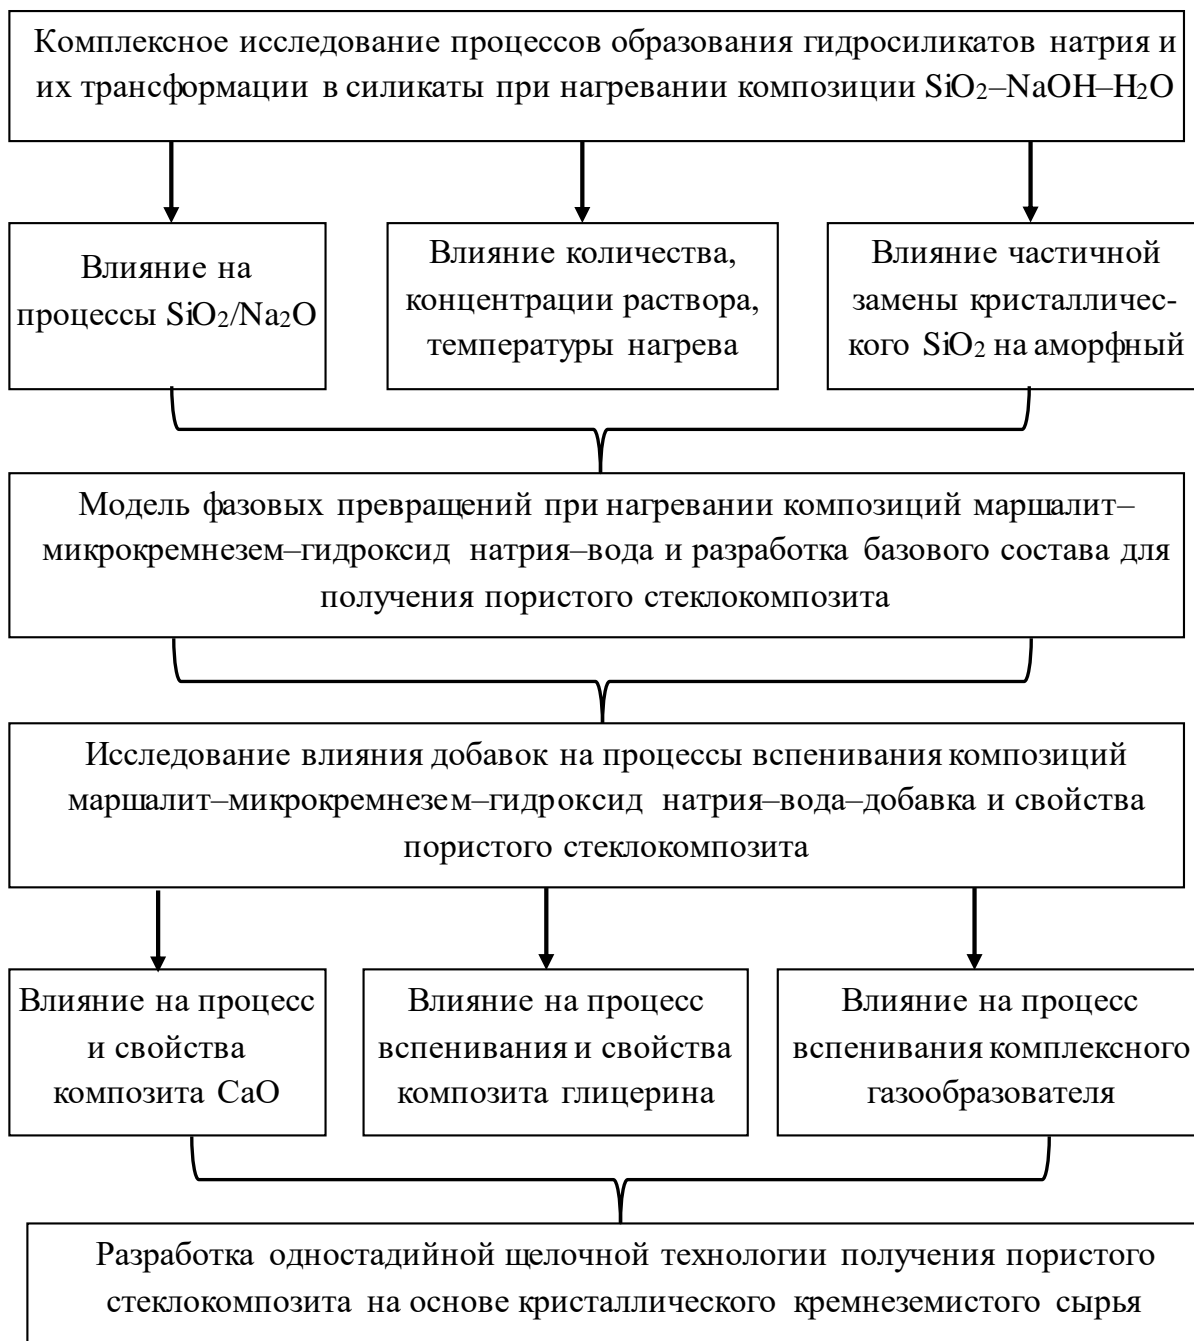 Комплексное исследование процессов образования гидросиликатов натрия и
их трансформации в силикаты при нагревании композиции SiO₂–NaOH–H₂O
Влияние на
процессы SiO₂/Na₂O
Влияние количества,
концентрации раствора,
температуры нагрева
Влияние частичной
замены кристалличес-
кого SiO₂ на аморфный
Модель фазовых превращений при нагревании композиций маршалит–
микрокремнезем–гидроксид натрия–вода и разработка базового состава для
получения пористого стеклокомпозита
Исследование влияния добавок на процессы вспенивания композиций
маршалит–микрокремнезем–гидроксид натрия–вода–добавка и свойства
пористого стеклокомпозита
Влияние на процесс
и свойства
композита CaO
Влияние на процесс
вспенивания и свойства
композита глицерина
Влияние на процесс
вспенивания комплексного
газообразователя
Разработка одностадийной щелочной технологии получения пористого
стеклокомпозита на основе кристаллического кремнеземистого сырья